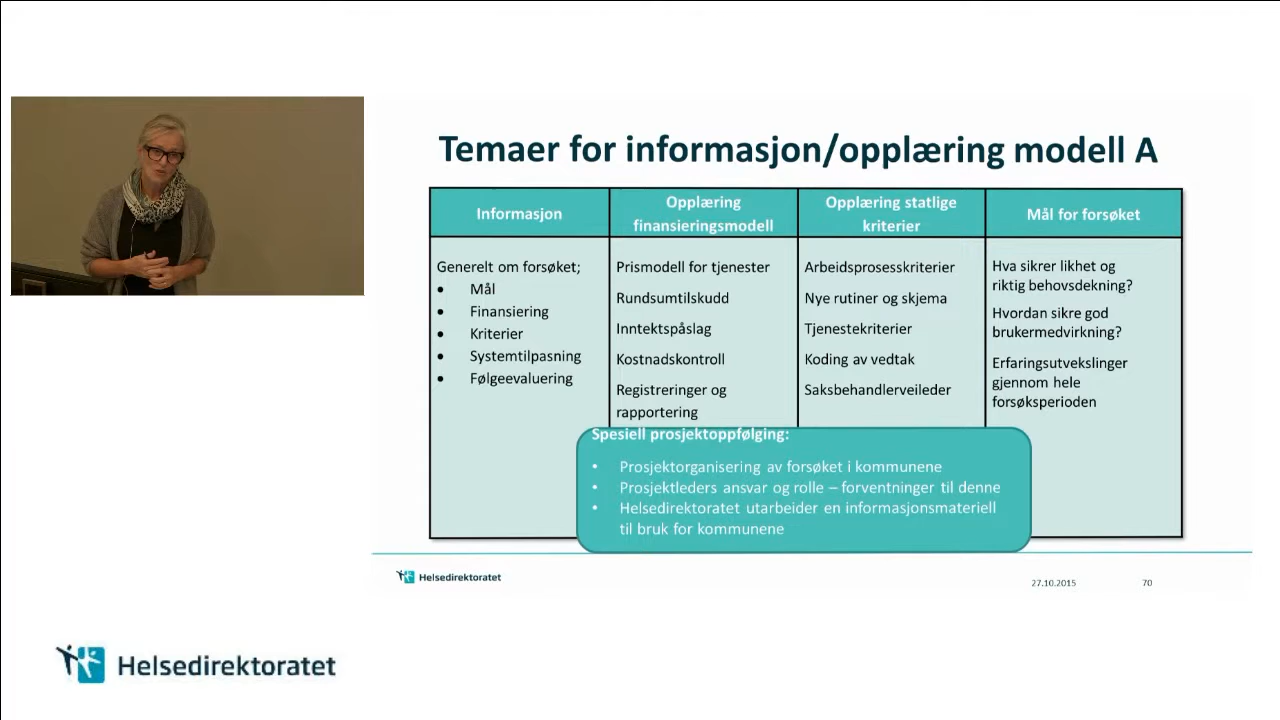 Temaer for informasjon/opplæring modell A
Informasjon
Opplæring
finansieringsmodell
Opplæring statlige
kriterier
Mål for forsøket
Generelt om forsøket;
• Mål
• Finansiering
• Kriterier
• Systemtilpasning
• Følgeevaluering
Prismodell for tjenester
Rundsumtilskudd
Inntektspåslag
Kostnadskontroll
Registreringer og
rapportering
Arbeidsprosesskriterier
Nye rutiner og skjema
Tjenestekriterier
Koding av vedtak
Saksbehandlerveileder
Hva sikrer likhet og
riktig behovsdekning?
Hvordan sikre god
brukermedvirkning?
Erfaringsutvekslinger
gjennom hele
forsøksperioden
Spesiell prosjektoppfølging:
• Prosjektorganisering av forsøket i kommunene
• Prosjektleders ansvar og rolle – forventninger til denne
• Helsedirektoratet utarbeider en informasjonsmateriell
til bruk for kommunene
Helsedirektoratet
27.10.2015
70
Helsedirektoratet